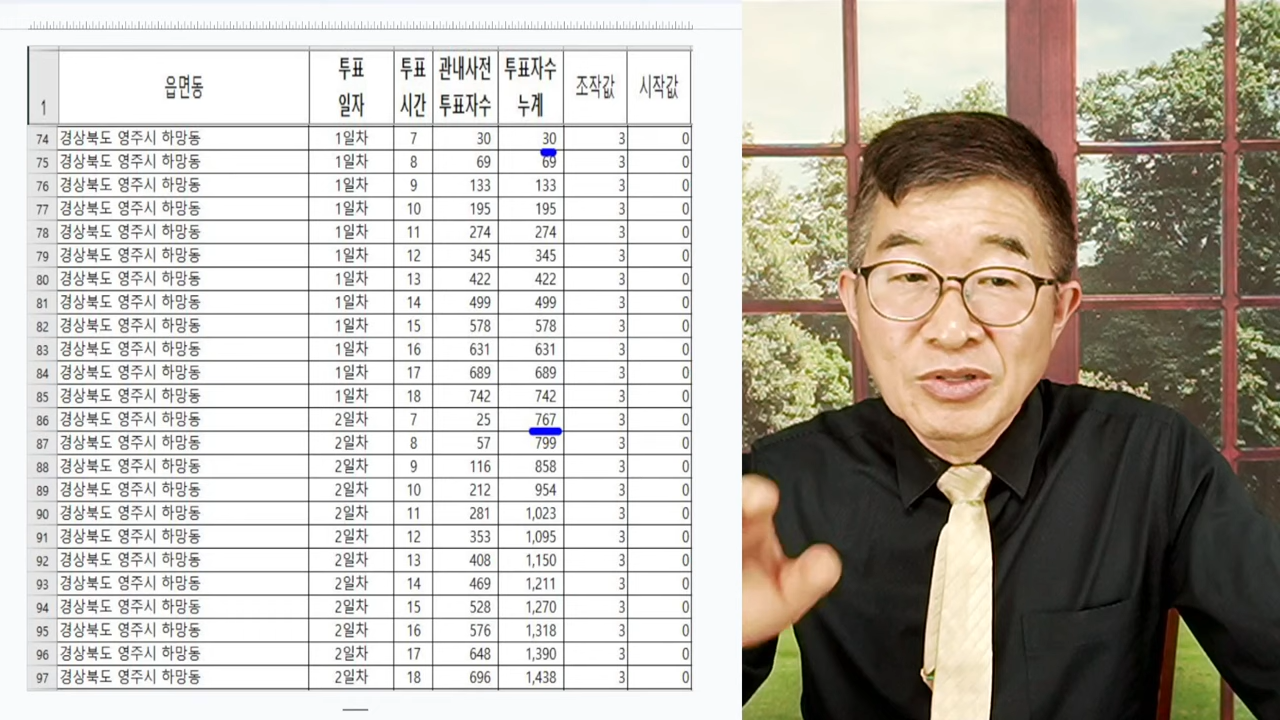 1 읍면동 투표 일자 투표 시간 관내사전 투표자수 투표자수 누계 조작값 시작값
74 경상북도 영주시 하망동 1일차 7 30 30 3 0
75 경상북도 영주시 하망동 1일차 8 69 69 3 0
76 경상북도 영주시 하망동 1일차 9 133 133 3 0
77 경상북도 영주시 하망동 1일차 10 195 195 3 0
78 경상북도 영주시 하망동 1일차 11 274 274 3 0
79 경상북도 영주시 하망동 1일차 12 345 345 3 0
80 경상북도 영주시 하망동 1일차 13 422 422 3 0
81 경상북도 영주시 하망동 1일차 14 499 499 3 0
82 경상북도 영주시 하망동 1일차 15 578 578 3 0
83 경상북도 영주시 하망동 1일차 16 631 631 3 0
84 경상북도 영주시 하망동 1일차 17 689 689 3 0
85 경상북도 영주시 하망동 1일차 18 742 742 3 0
86 경상북도 영주시 하망동 2일차 7 25 767 3 0
87 경상북도 영주시 하망동 2일차 8 57 799 3 0
88 경상북도 영주시 하망동 2일차 9 116 858 3 0
89 경상북도 영주시 하망동 2일차 10 212 954 3 0
90 경상북도 영주시 하망동 2일차 11 281 1,023 3 0
91 경상북도 영주시 하망동 2일차 12 353 1,095 3 0
92 경상북도 영주시 하망동 2일차 13 408 1,150 3 0
93 경상북도 영주시 하망동 2일차 14 469 1,211 3 0
94 경상북도 영주시 하망동 2일차 15 528 1,270 3 0
95 경상북도 영주시 하망동 2일차 16 576 1,318 3 0
96 경상북도 영주시 하망동 2일차 17 648 1,390 3 0
97 경상북도 영주시 하망동 2일차 18 696 1,438 3 0